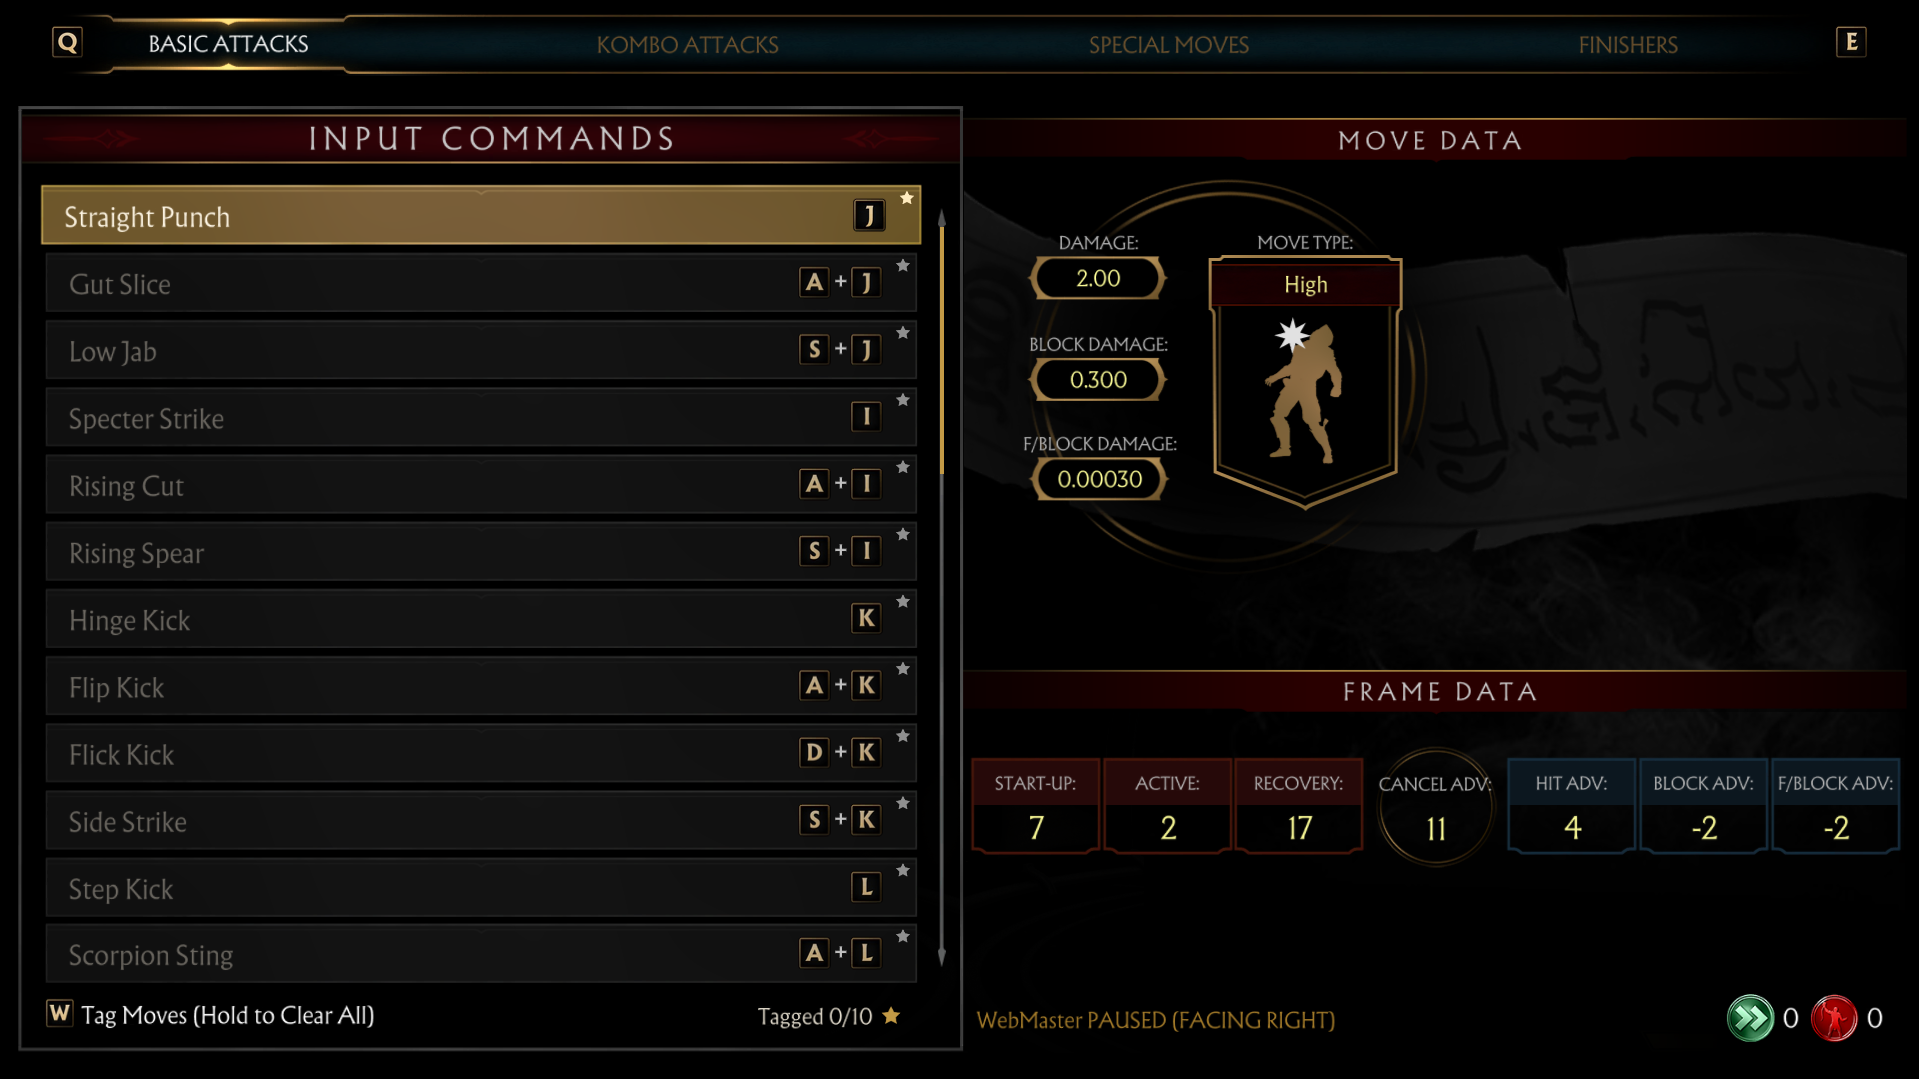 Q BASIC ATTACKS KOMBO ATTACKS SPECIAL MOVES FINISHERS E
INPUT COMMANDS
Straight Punch J
Gut Slice A + J
Low Jab S + J
Specter Strike I
Rising Cut A + I
Rising Spear S + I
Hinge Kick K
Flip Kick A + K
Flick Kick D + K
Side Strike S + K
Step Kick L
Scorpion Sting A + L
W Tag Moves (Hold to Clear All) Tagged 0/10
MOVE DATA
DAMAGE:
2.00
BLOCK DAMAGE:
0.300
F/BLOCK DAMAGE:
0.00030
MOVE TYPE:
High
FRAME DATA
START-UP: ACTIVE: RECOVERY: CANCEL ADV: HIT ADV: BLOCK ADV: F/BLOCK ADV:
7 2 17 11 4 -2 -2
WebMaster PAUSED (FACING RIGHT) 0 0